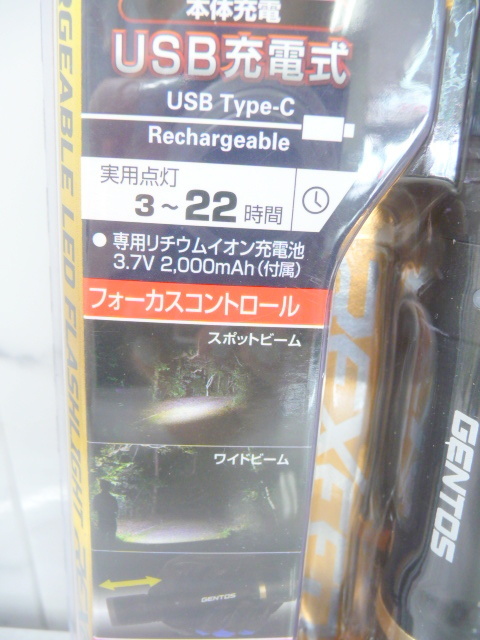 本体充電
USB充電式
USB Type-C
Rechargeable
実用点灯
3～22時間
● 専用リチウムイオン充電池
3.7V 2,000mAh（付属）
フォーカスコントロール
スポットビーム
ワイドビーム
GENTOS
RGEABLE LED FLASHLIGHT
GENTOS